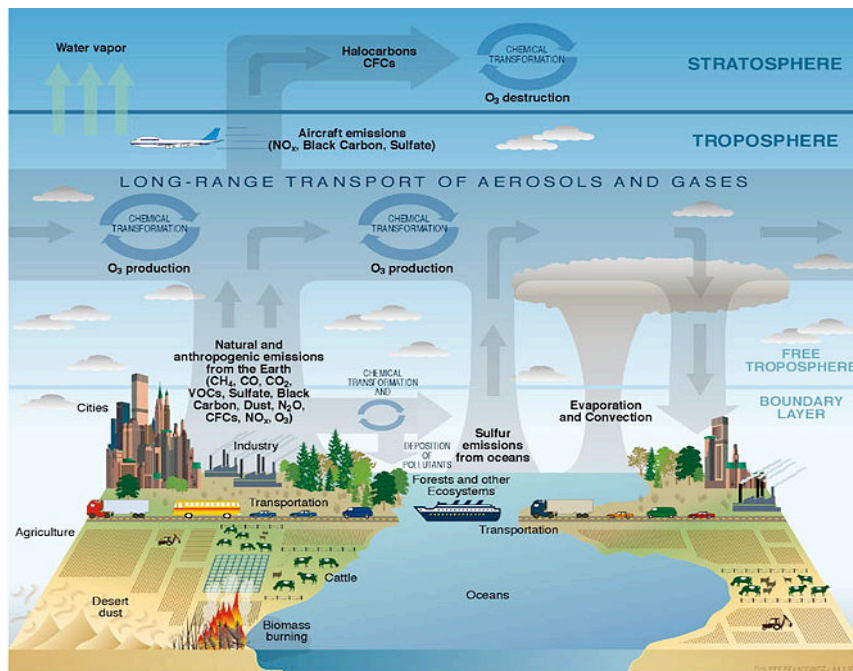 Water vapor
Halocarbons
CFCs
CHEMICAL
TRANSFORMATION
O₃ destruction
STRATOSPHERE
Aircraft emissions
(NOₓ, Black Carbon, Sulfate)
TROPOSPHERE
LONG-RANGE TRANSPORT OF AEROSOLS AND GASES
CHEMICAL
TRANSFORMATION
O₃ production
CHEMICAL
TRANSFORMATION
O₃ production
Natural and
anthropogenic emissions
from the Earth
(CH₄, CO, CO₂,
VOCs, Sulfate, Black
Carbon, Dust, N₂O,
CFCs, NOₓ, O₃)
CHEMICAL
TRANSFORMATION
AND
DEPOSITION
OF
POLLUTANTS
FREE
TROPOSPHERE
BOUNDARY
LAYER
Cities
Industry
Sulfur
emissions
from oceans
Evaporation
and Convection
Forests and other
Ecosystems
Transportation
Transportation
Agriculture
Cattle
Oceans
Desert
dust
Biomass
burning